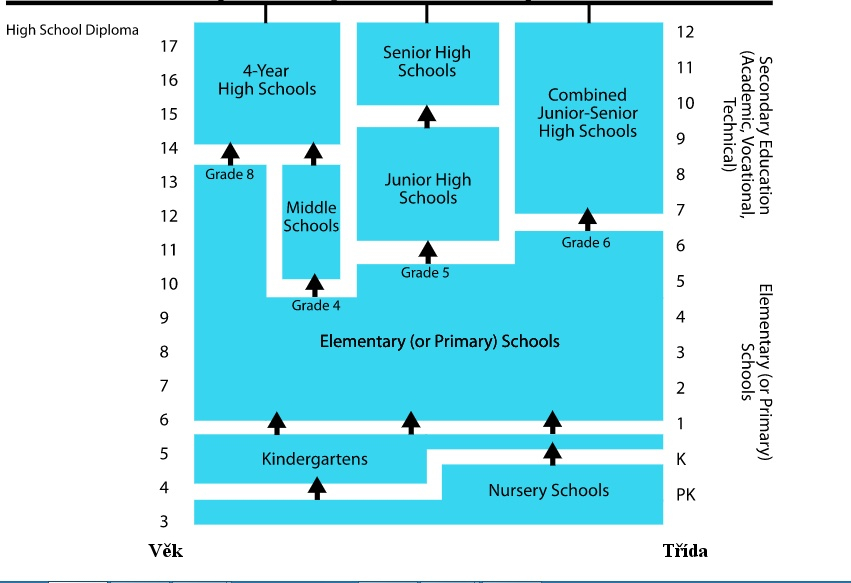 High School Diploma
17
16
15
14
13
12
11
10
9
8
7
6
5
4
3
Věk
4-Year
High Schools
Senior High
Schools
Combined
Junior-Senior
High Schools
Grade 8
Middle
Schools
Junior High
Schools
Grade 4
Grade 5
Grade 6
Elementary (or Primary) Schools
Kindergartens
Nursery Schools
12
11
10
9
8
7
6
5
4
3
2
1
K
PK
Třída
Secondary Education
(Academic, Vocational,
Technical)
Elementary (or Primary)
Schools